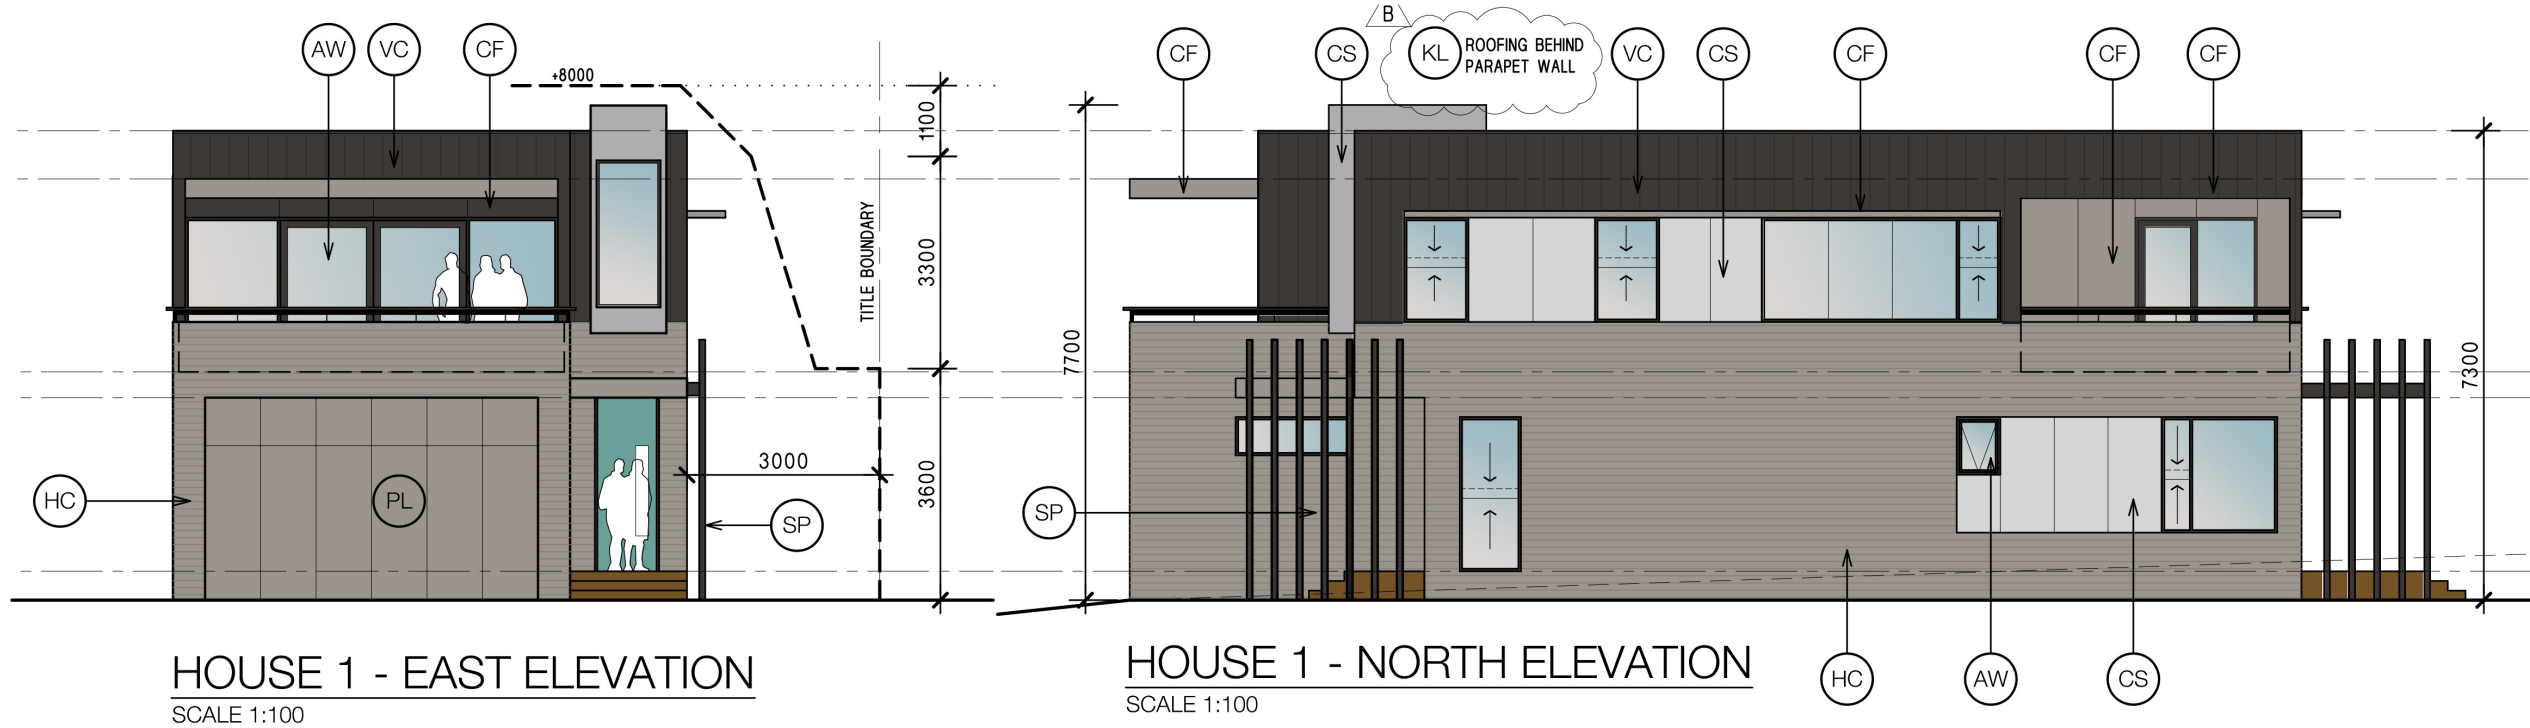 AW VC CF
+8000
1100
3300
TITLE BOUNDARY
3600
3000
HC
PL
SP
HOUSE 1 - EAST ELEVATION
SCALE 1:100
B
CF CS KL ROOFING BEHIND
PARAPET WALL
VC CS CF CF CF
7700
7300
SP
HC AW CS
HOUSE 1 - NORTH ELEVATION
SCALE 1:100